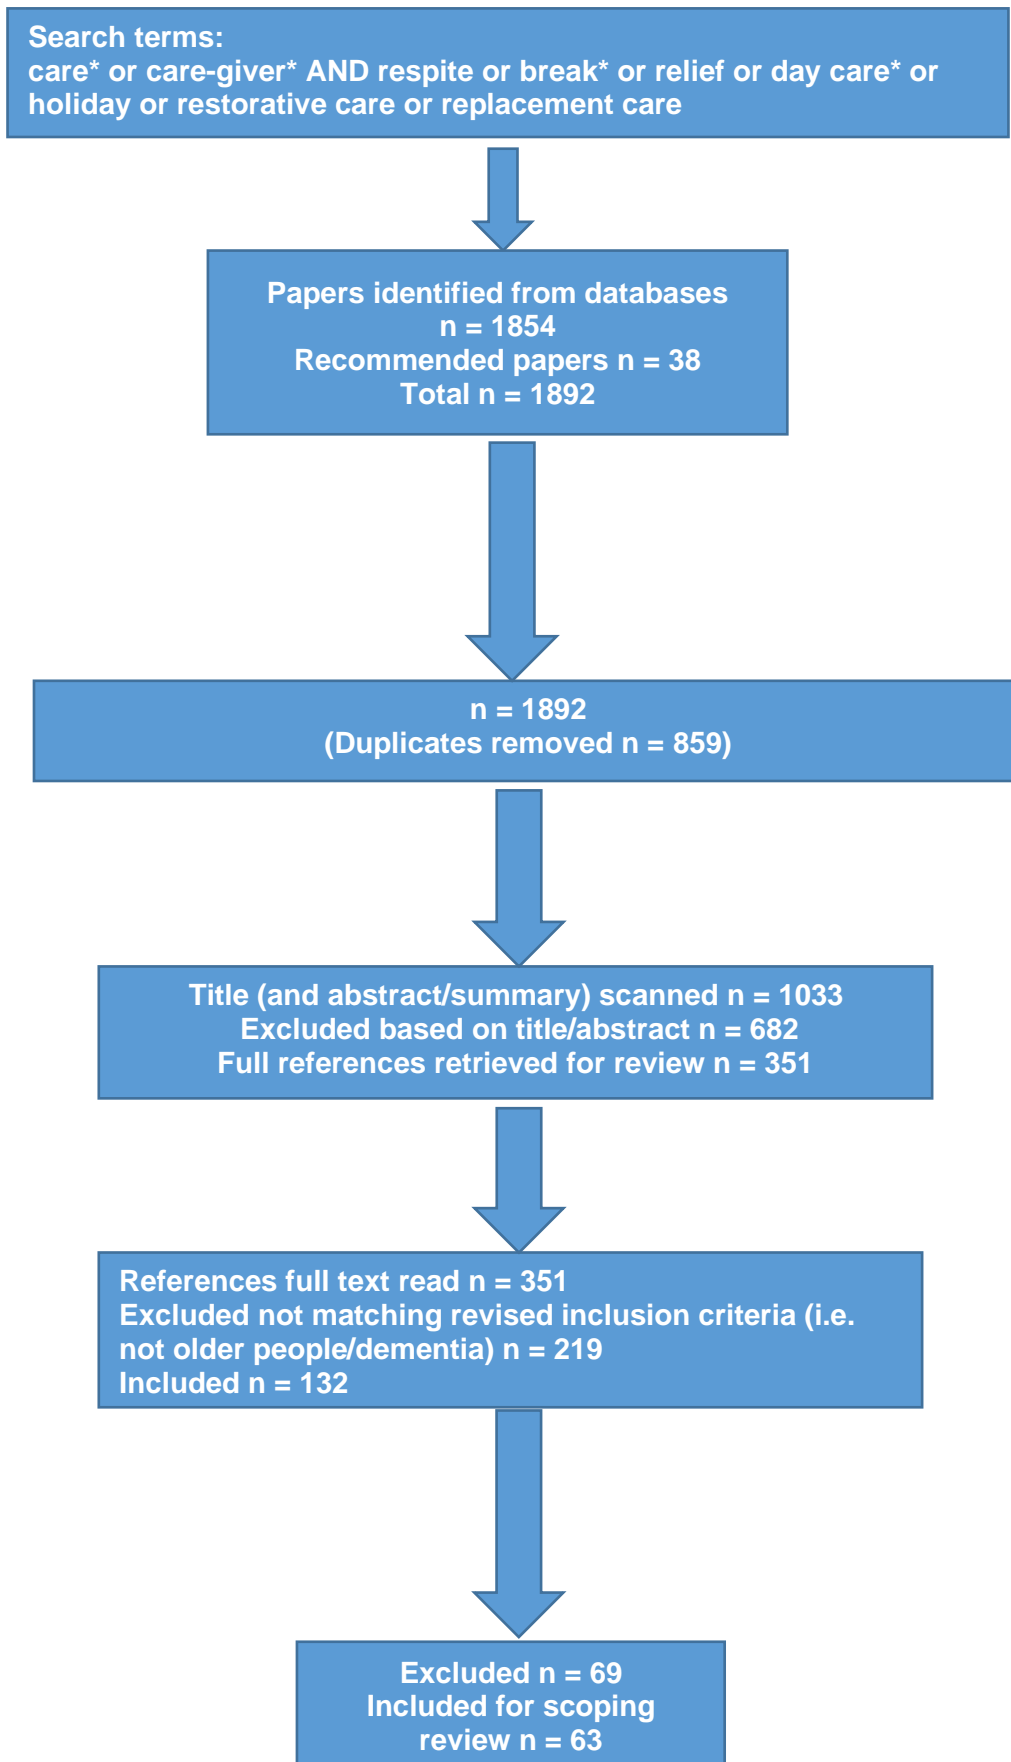 Search terms:
care* or care-giver* AND respite or break* or relief or day care* or
holiday or restorative care or replacement care
Papers identified from databases
n = 1854
Recommended papers n = 38
Total n = 1892
n = 1892
(Duplicates removed n = 859)
Title (and abstract/summary) scanned n = 1033
Excluded based on title/abstract n = 682
Full references retrieved for review n = 351
References full text read n = 351
Excluded not matching revised inclusion criteria (i.e.
not older people/dementia) n = 219
Included n = 132
Excluded n = 69
Included for scoping
review n = 63